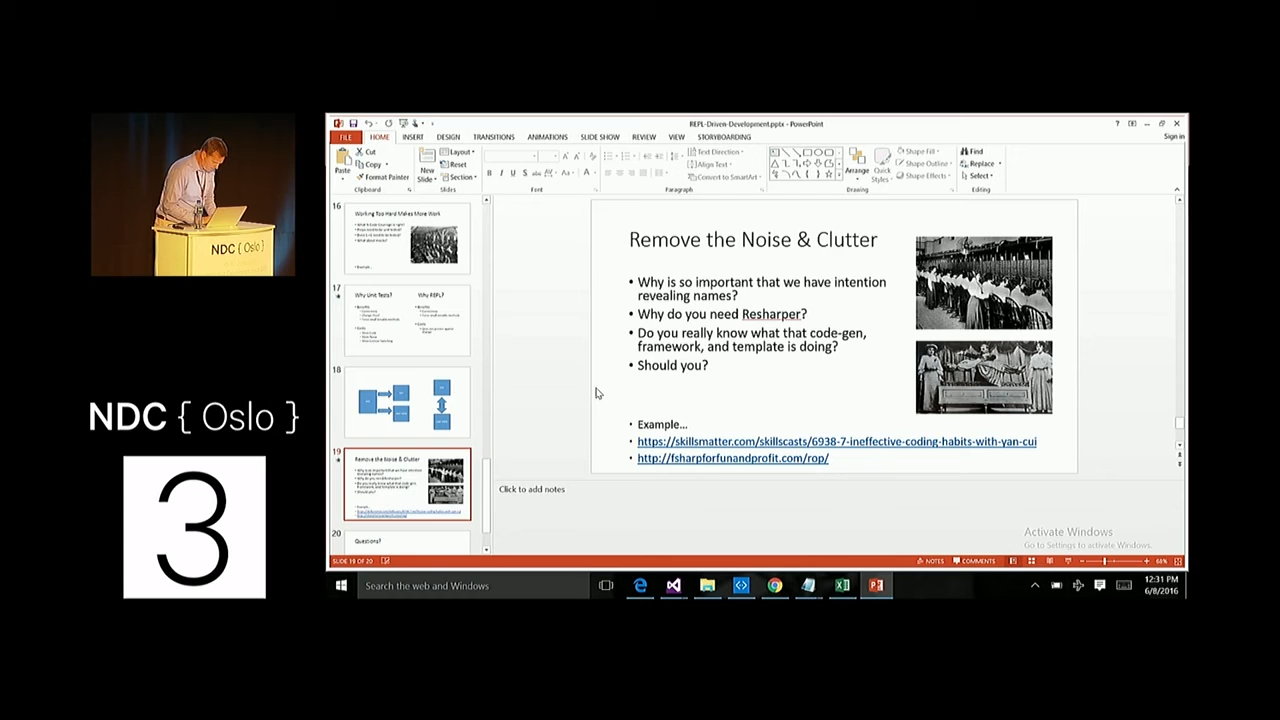 REPL-Driven-Development.pptx - PowerPoint
Sign in
FILE HOME INSERT DESIGN TRANSITIONS ANIMATIONS SLIDE SHOW REVIEW VIEW STORYBOARDING
Paste
Cut
Copy
Format Painter
Clipboard
New
Slide
Layout
Reset
Section
Slides
B I U S abc AV Aa A
Font
Text Direction
Align Text
Convert to SmartArt
Paragraph
Arrange
Quick
Styles
Shape Fill
Shape Outline
Shape Effects
Drawing
Find
Replace
Select
Editing
16
Working Too Hard Makes More Work
Example...
17
Why Unit Tests?
Why REPL?
18
19
Remove the Noise & Clutter
20
Questions?
Remove the Noise & Clutter
• Why is so important that we have intention
revealing names?
• Why do you need Resharper?
• Do you really know what that code-gen,
framework, and template is doing?
• Should you?
• Example...
• https://skillsmatter.com/skillscasts/6938-7-ineffective-coding-habits-with-yan-cui
• http://fsharpforfunandprofit.com/rop/
Click to add notes
Activate Windows
Go to Settings to activate Windows.
SLIDE 19 OF 20
NOTES
COMMENTS
68%
Search the web and Windows
12:31 PM
6/8/2016
NDC { Oslo }
NDC { Oslo }
3